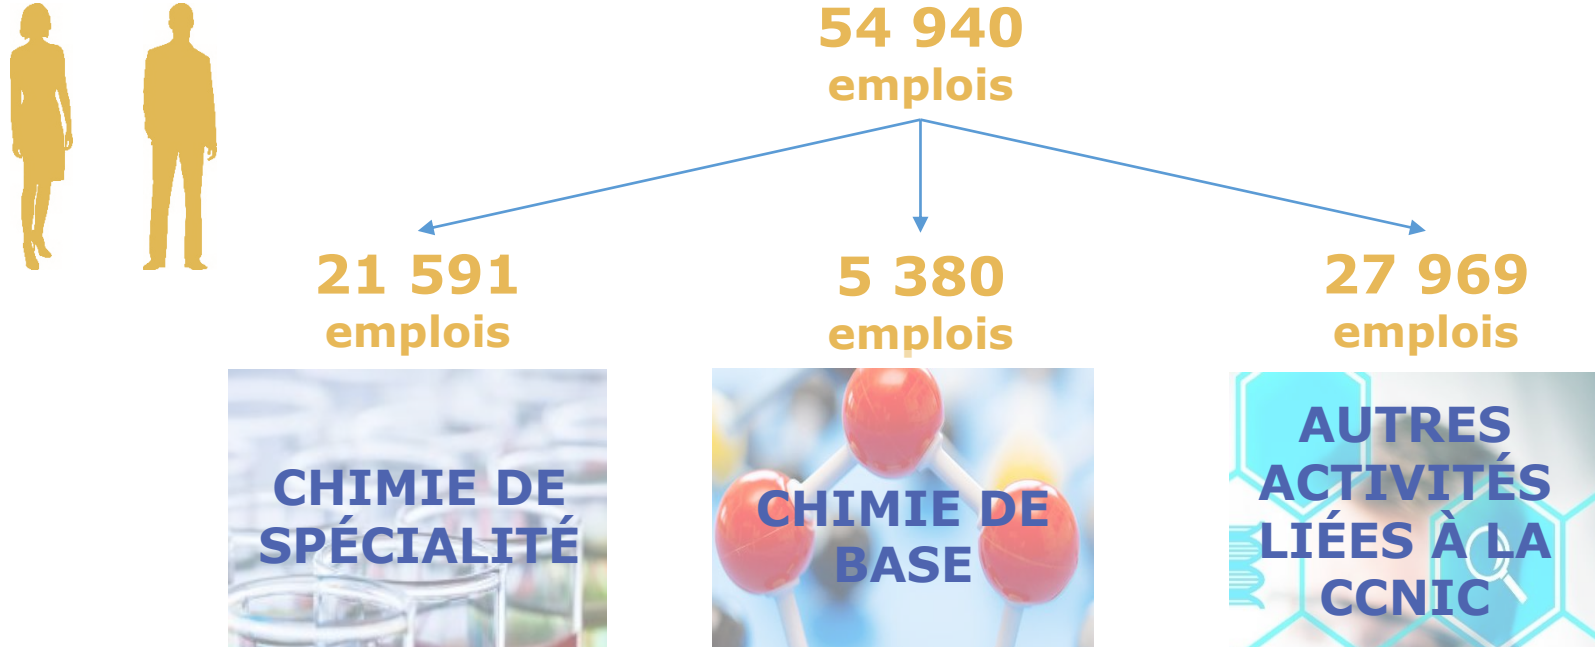 54 940
emplois
21 591
emplois
5 380
emplois
27 969
emplois
CHIMIE DE
SPÉCIALITÉ
CHIMIE DE
BASE
AUTRES
ACTIVITÉS
LIÉES À LA
CCNIC